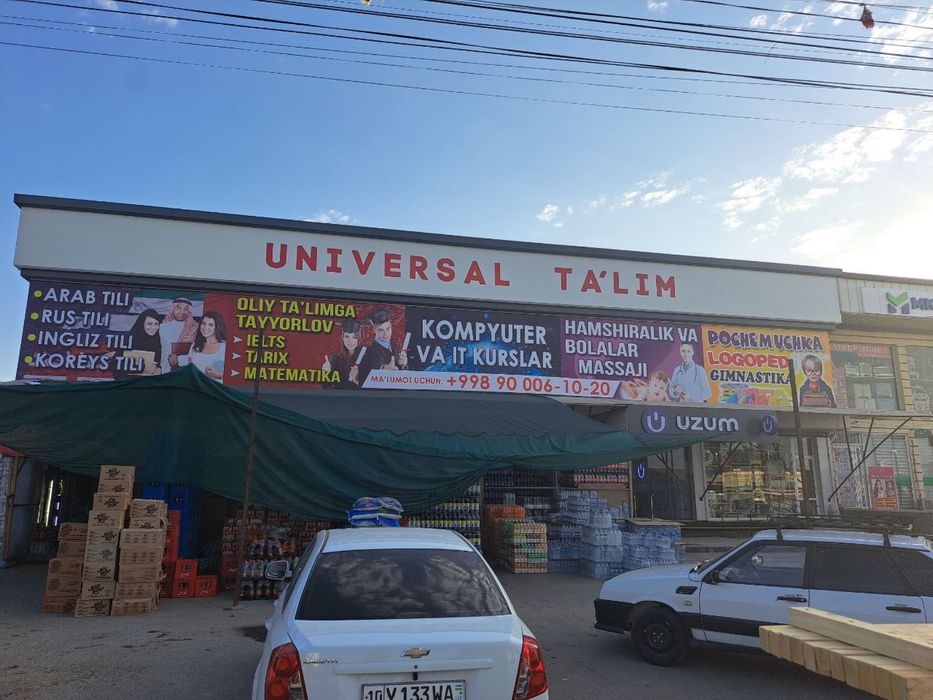 UNIVERSAL TA'LIM
• ARAB TILI
• RUS TILI
• INGLIZ TILI
• KOREYS TILI
OLIY TA'LIMGA
TAYYORLOV
➤ IELTS
➤ TARIX
➤ MATEMATIKA
KOMPYUTER
VA IT KURSLAR
MA'LUMOT UCHUN: +998 90 006-10-20
HAMSHIRALIK VA
BOLALAR
MASSAJI
POCHEMUCHKA
LOGOPED
GIMNASTIKA
UZUM
10 Y133WA